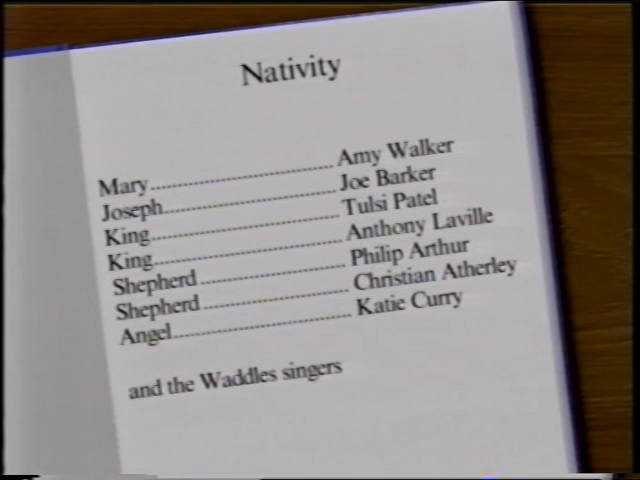 Nativity
Mary................................ Amy Walker
Joseph.............................. Joe Barker
King................................ Tulsi Patel
King................................ Anthony Laville
Shepherd ......................... Philip Arthur
Shepherd ......................... Christian Atherley
Angel............................... Katie Curry
and the Waddles singers